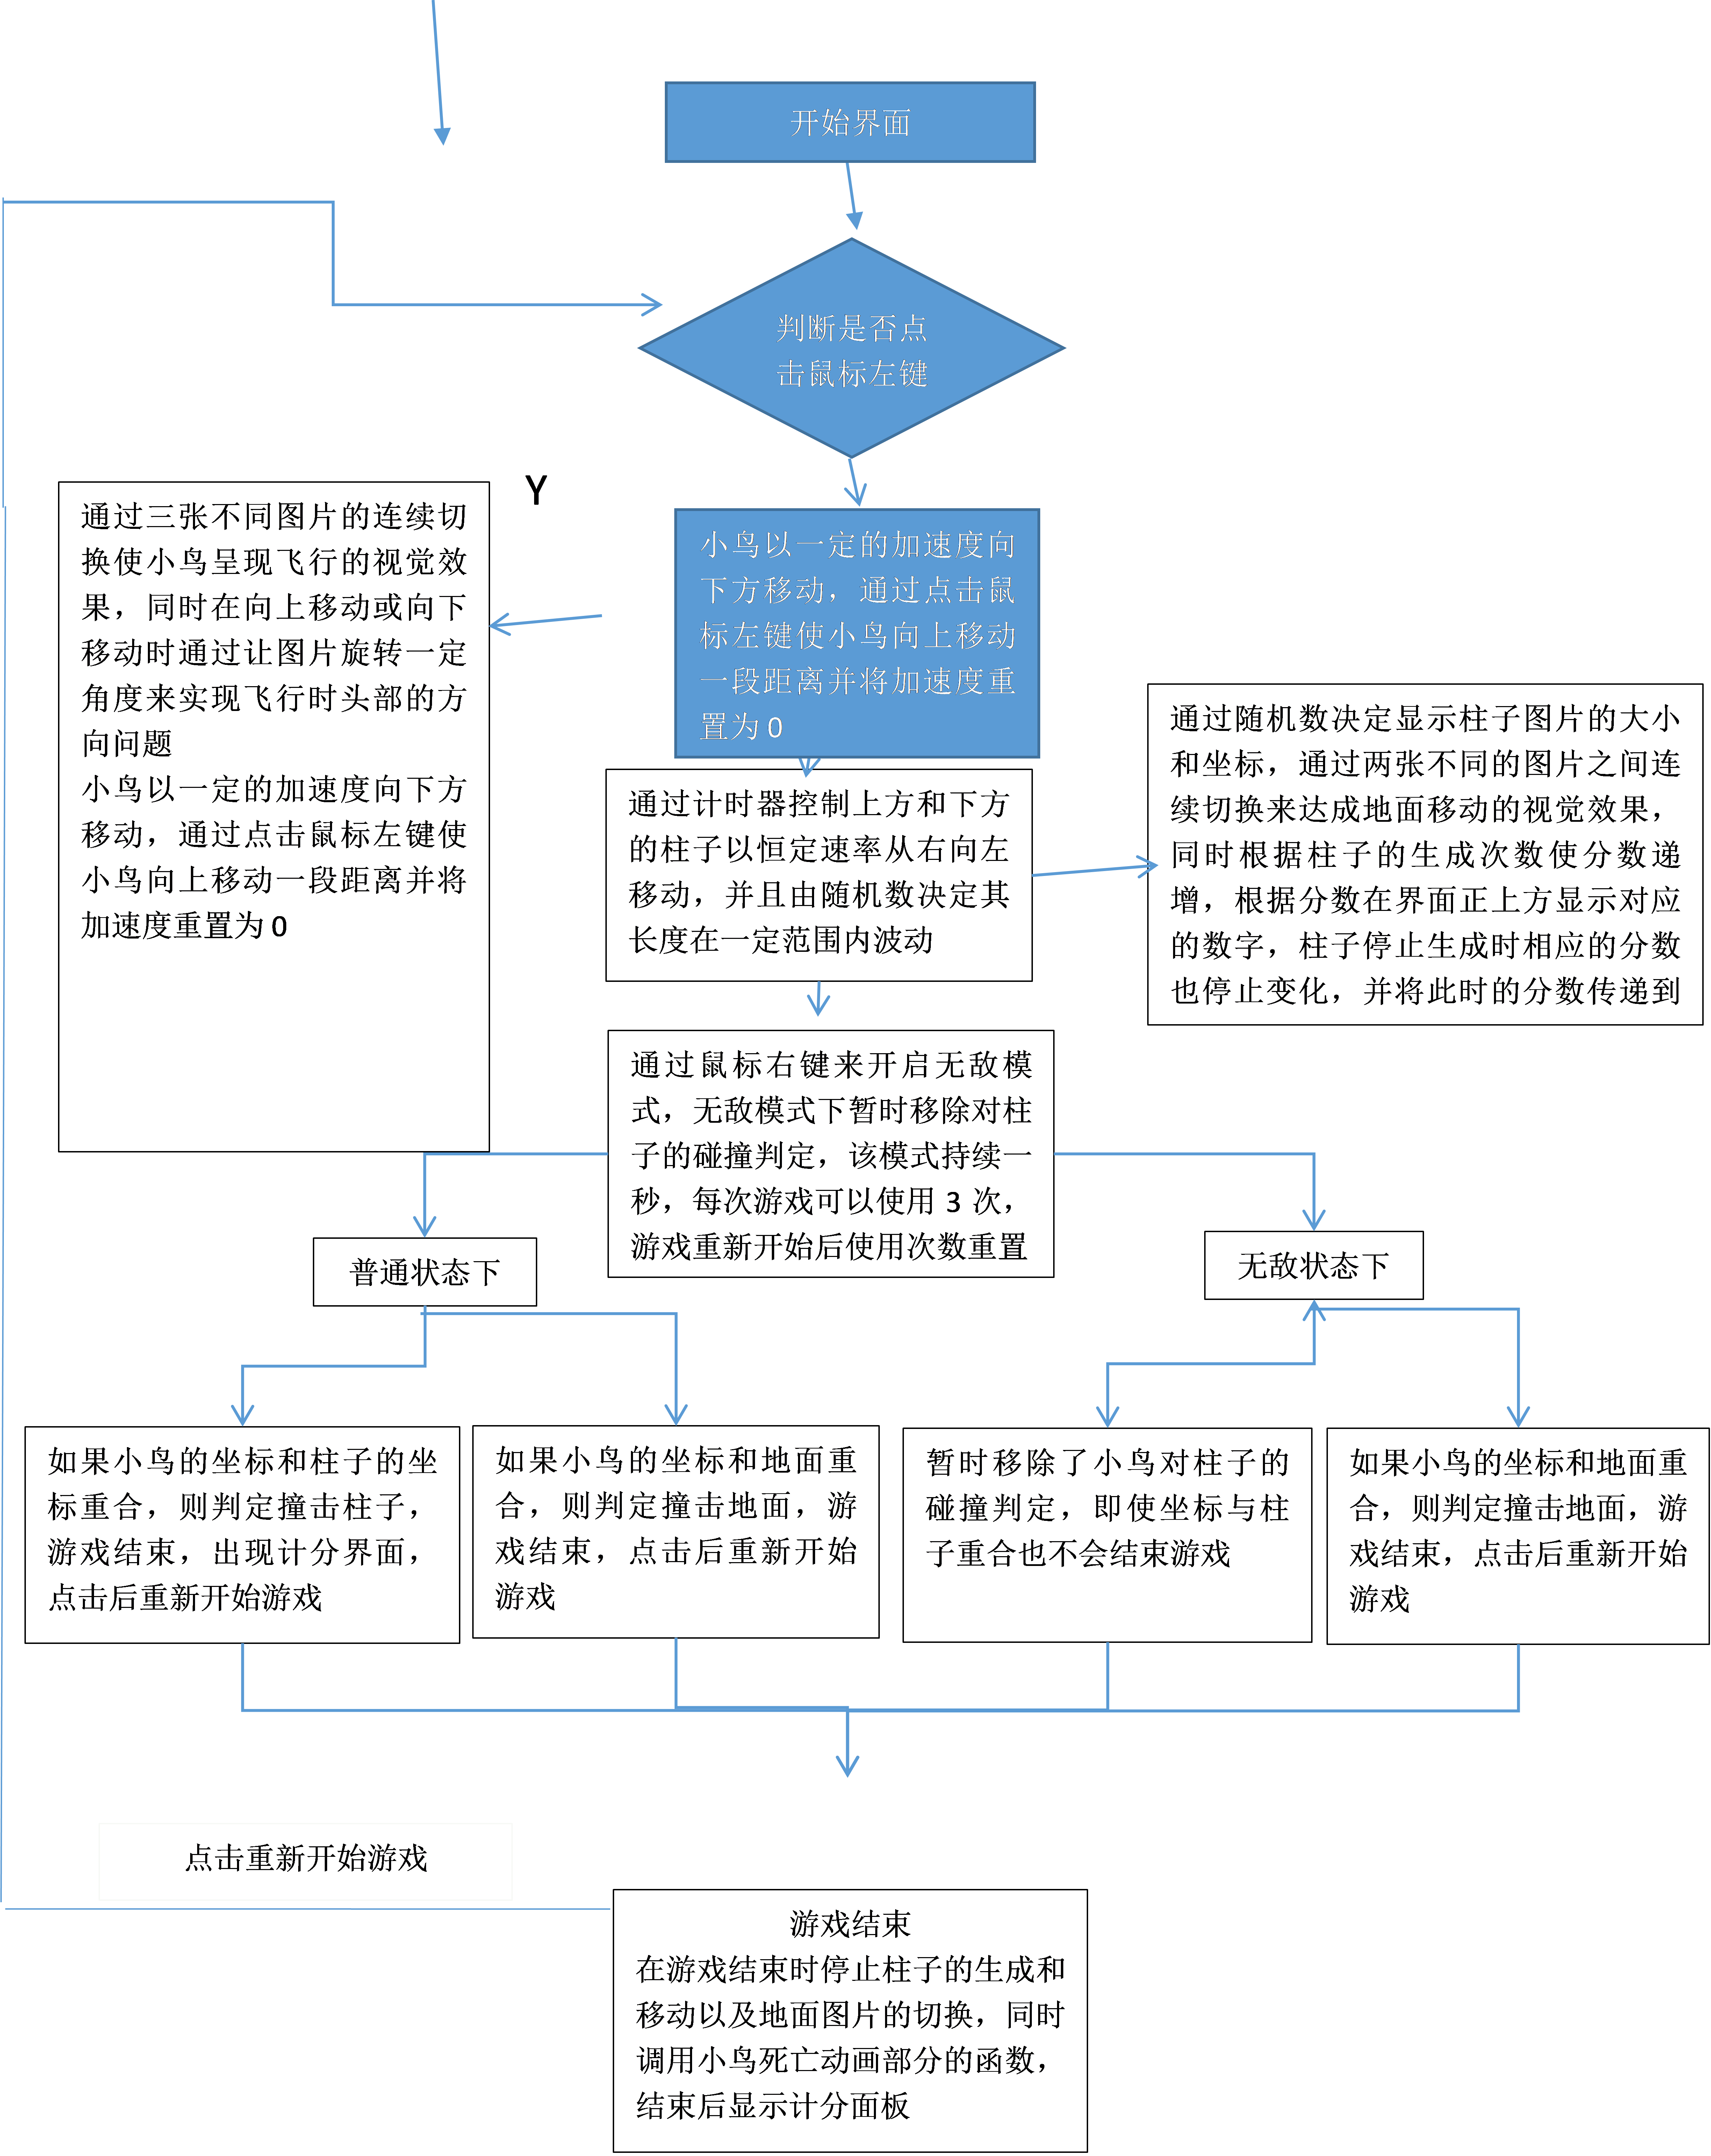 开始界面
判断是否点
击鼠标左键
Y
通过三张不同图片的连续切
换使小鸟呈现飞行的视觉效
果，同时在向上移动或向下
移动时通过让图片旋转一定
角度来实现飞行时头部的方
向问题
小鸟以一定的加速度向下方
移动，通过点击鼠标左键使
小鸟向上移动一段距离并将
加速度重置为0
小鸟以一定的加速度向
下方移动，通过点击鼠
标左键使小鸟向上移动
一段距离并将加速度重
置为0
通过随机数决定显示柱子图片的大小
和坐标，通过两张不同的图片之间连
续切换来达成地面移动的视觉效果，
同时根据柱子的生成次数使分数递
增，根据分数在界面正上方显示对应
的数字，柱子停止生成时相应的分数
也停止变化，并将此时的分数传递到
通过计时器控制上方和下方
的柱子以恒定速率从右向左
移动，并且由随机数决定其
长度在一定范围内波动
通过鼠标右键来开启无敌模
式，无敌模式下暂时移除对柱
子的碰撞判定，该模式持续一
秒，每次游戏可以使用 3 次，
游戏重新开始后使用次数重置
普通状态下
无敌状态下
如果小鸟的坐标和柱子的坐
标重合，则判定撞击柱子，
游戏结束，出现计分界面，
点击后重新开始游戏
如果小鸟的坐标和地面重
合，则判定撞击地面，游
戏结束，点击后重新开始
游戏
暂时移除了小鸟对柱子的
碰撞判定，即使坐标与柱
子重合也不会结束游戏
如果小鸟的坐标和地面重
合，则判定撞击地面，游
戏结束，点击后重新开始
游戏
点击重新开始游戏
游戏结束
在游戏结束时停止柱子的生成和
移动以及地面图片的切换，同时
调用小鸟死亡动画部分的函数，
结束后显示计分面板